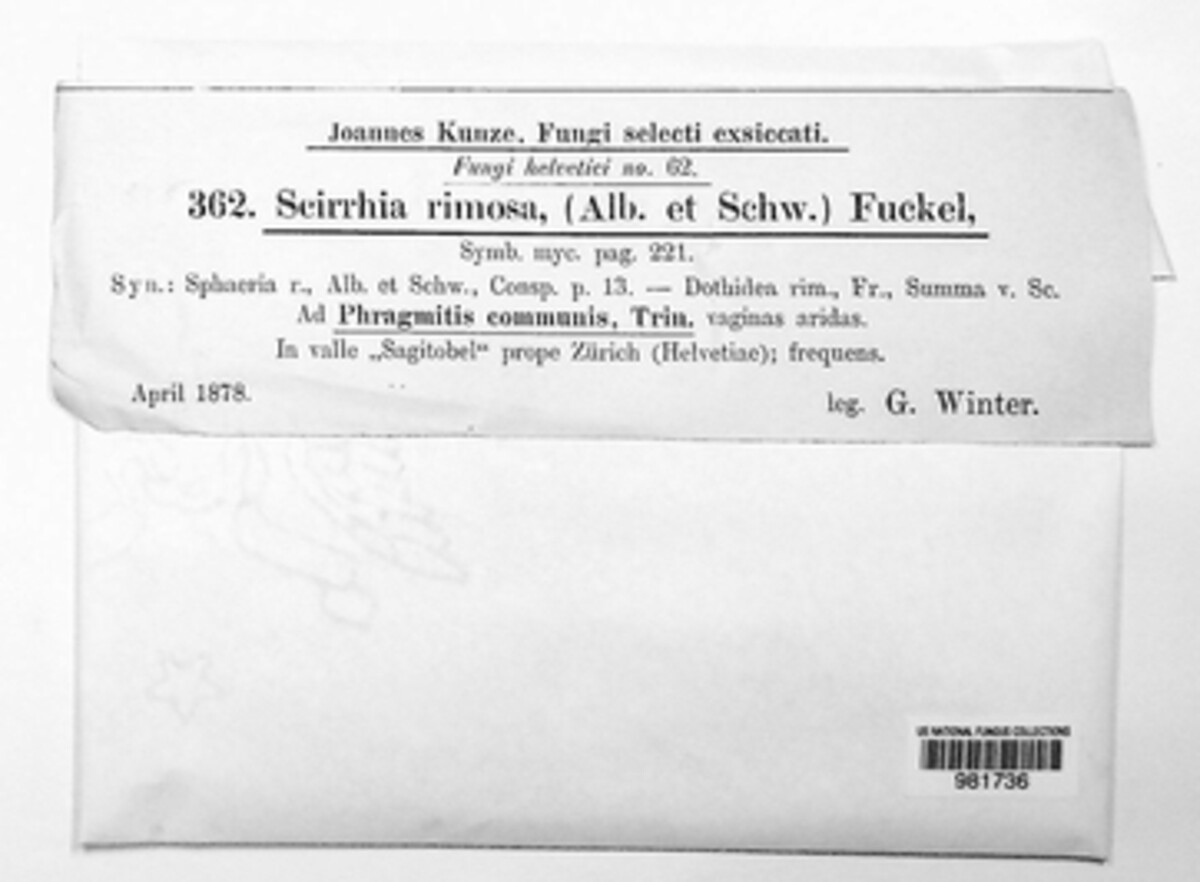 Joannes Kunze. Fungi selecti exsiccati.
Fungi helvetici no. 62.
362. Scirrhia rimosa, (Alb. et Schw.) Fuckel,
Symb. myc. pag. 221.
Syn.: Sphaeria r., Alb. et Schw., Consp. p. 13. — Dothidea rim., Fr., Summa v. Sc.
Ad Phragmitis communis, Trin. vaginas aridas.
In valle „Sagitobel“ prope Zürich (Helvetiae); frequens.
April 1878.
leg. G. Winter.
US NATIONAL FUNGUS COLLECTIONS
981736